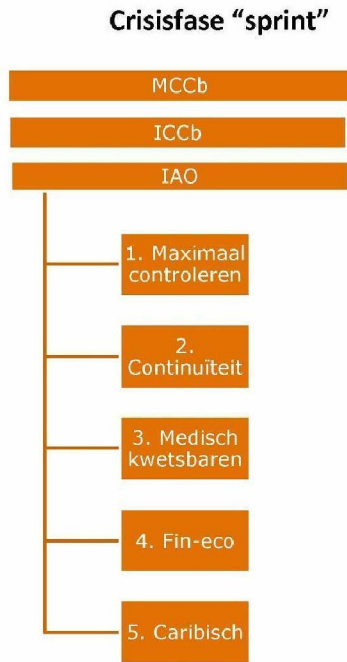 Crisisfase “sprint”
MCCb
ICCb
IAO
1. Maximaal
controleren
2.
Continuïteit
3. Medisch
kwetsbaren
4. Fin-eco
5. Caribisch